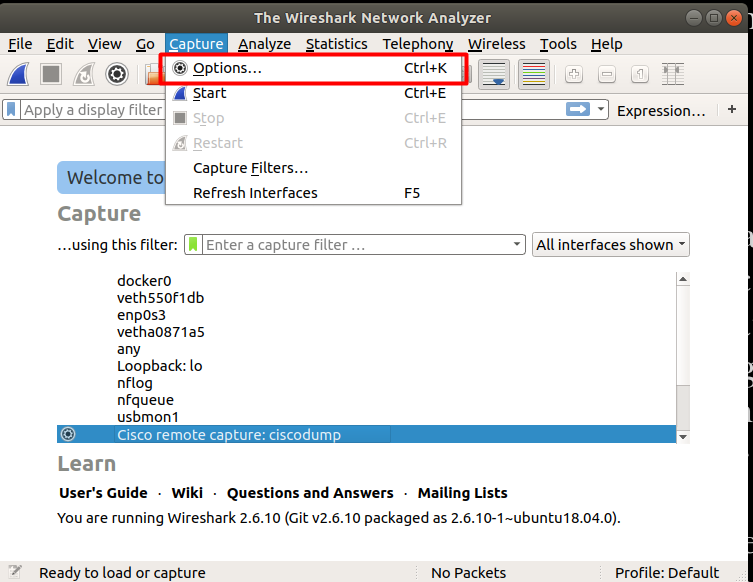 The Wireshark Network Analyzer
File Edit View Go Capture Analyze Statistics Telephony Wireless Tools Help
Options… Ctrl+K
Start Ctrl+E
Stop Ctrl+E
Restart Ctrl+R
Capture Filters…
Refresh Interfaces F5
Apply a display filter
Expression… +
Welcome to
Capture
…using this filter: Enter a capture filter … All interfaces shown
docker0
veth550f1db
enp0s3
vetha0871a5
any
Loopback: lo
nflog
nfqueue
usbmon1
Cisco remote capture: ciscodump
Learn
User's Guide · Wiki · Questions and Answers · Mailing Lists
You are running Wireshark 2.6.10 (Git v2.6.10 packaged as 2.6.10-1~ubuntu18.04.0).
Ready to load or capture No Packets Profile: Default